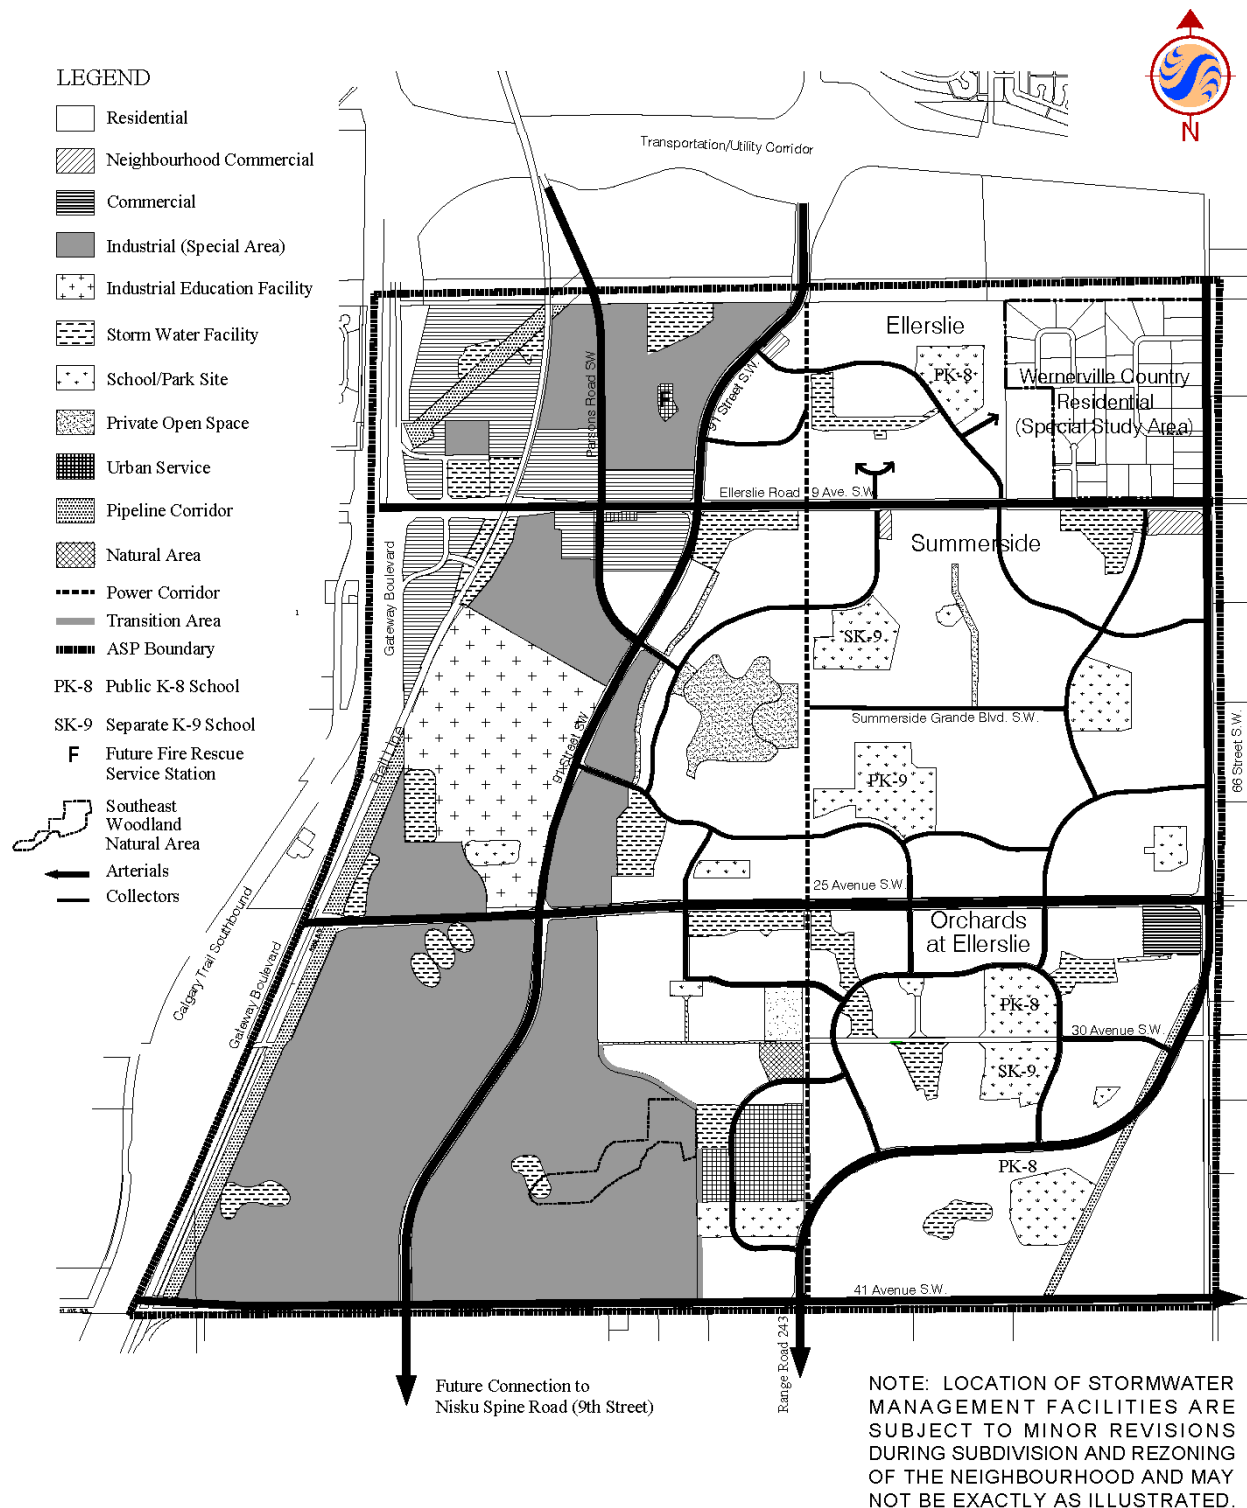 N
LEGEND
Residential
Neighbourhood Commercial
Commercial
Industrial (Special Area)
Industrial Education Facility
Storm Water Facility
School/Park Site
Private Open Space
Urban Service
Pipeline Corridor
Natural Area
Power Corridor
Transition Area
ASP Boundary
PK-8 Public K-8 School
SK-9 Separate K-9 School
F Future Fire Rescue
Service Station
Southeast
Woodland
Natural Area
Arterials
Collectors
Transportation/Utility Corridor
Ellerslie
PK-8
Wernerville Country
Residential
(Special Study Area)
Parsons Road SW
91 Street S.W.
F
Ellerslie Road 9 Ave. S.W.
Summerside
Gateway Boulevard
SK-9
Summerside Grande Blvd. S.W.
Rail Line
91 Street SW
PK-9
66 Street S.W.
25 Avenue S.W.
Orchards
at Ellerslie
Calgary Trail Southbound
Gateway Boulevard
PK-8
30 Avenue S.W.
SK-9
PK-8
41 Avenue S.W.
Range Road 243
Future Connection to
Nisku Spine Road (9th Street)
NOTE: LOCATION OF STORMWATER
MANAGEMENT FACILITIES ARE
SUBJECT TO MINOR REVISIONS
DURING SUBDIVISION AND REZONING
OF THE NEIGHBOURHOOD AND MAY
NOT BE EXACTLY AS ILLUSTRATED.